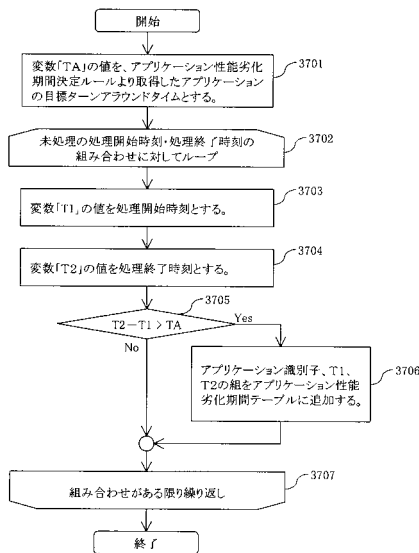 開始
変数「TA」の値を、アプリケーション性能劣化
期間決定ルールより取得したアプリケーション
の目標ターンアラウンドタイムとする。
3701
未処理の処理開始時刻・処理終了時刻の
組み合わせに対してループ
3702
変数「T1」の値を処理開始時刻とする。
3703
変数「T2」の値を処理終了時刻とする。
3704
T2－T1 > TA
3705
Yes
No
アプリケーション識別子、T1、
T2の組をアプリケーション性能
劣化期間テーブルに追加する。
3706
組み合わせがある限り繰り返し
3707
終了